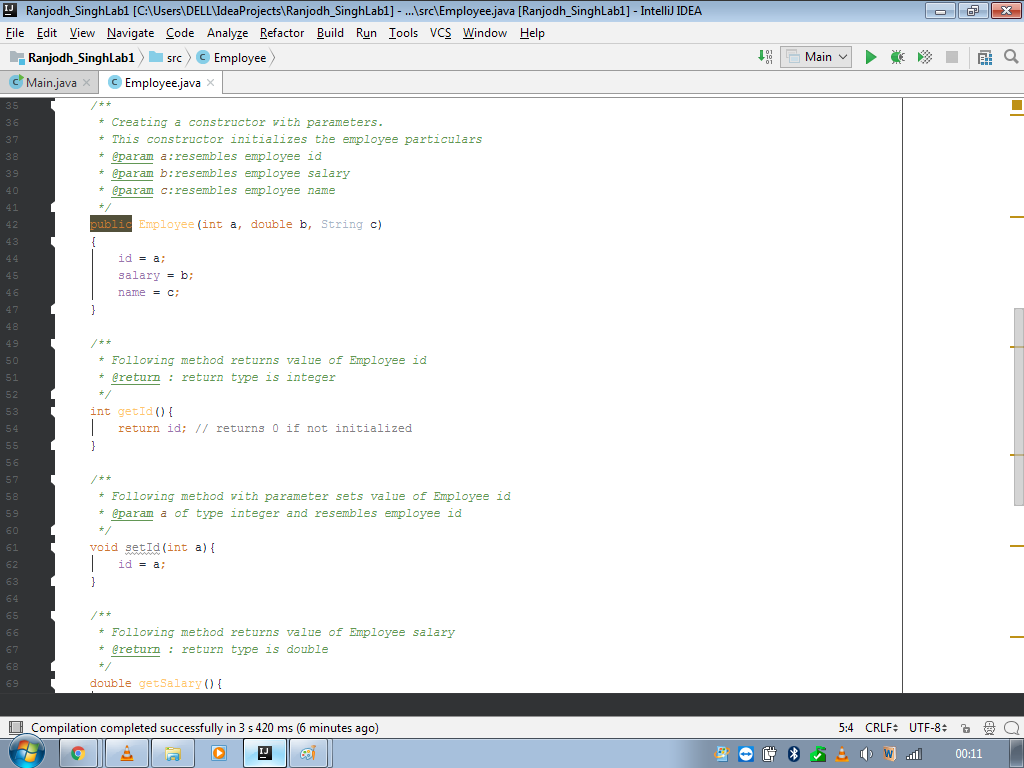 Ranjodh_SinghLab1 [C:\Users\DELL\IdeaProjects\Ranjodh_SinghLab1] - ...\src\Employee.java [Ranjodh_SinghLab1] - IntelliJ IDEA
File Edit View Navigate Code Analyze Refactor Build Run Tools VCS Window Help
Ranjodh_SinghLab1 src Employee Main
Main.java Employee.java
35 /**
36 * Creating a constructor with parameters.
37 * This constructor initializes the employee particulars
38 * @param a:resembles employee id
39 * @param b:resembles employee salary
40 * @param c:resembles employee name
41 */
42 public Employee(int a, double b, String c)
43 {
44 id = a;
45 salary = b;
46 name = c;
47 }
48
49 /**
50 * Following method returns value of Employee id
51 * @return : return type is integer
52 */
53 int getId(){
54 return id; // returns 0 if not initialized
55 }
56
57 /**
58 * Following method with parameter sets value of Employee id
59 * @param a of type integer and resembles employee id
60 */
61 void setId(int a){
62 id = a;
63 }
64
65 /**
66 * Following method returns value of Employee salary
67 * @return : return type is double
68 */
69 double getSalary(){
Compilation completed successfully in 3 s 420 ms (6 minutes ago) 5:4 CRLF UTF-8
00:11